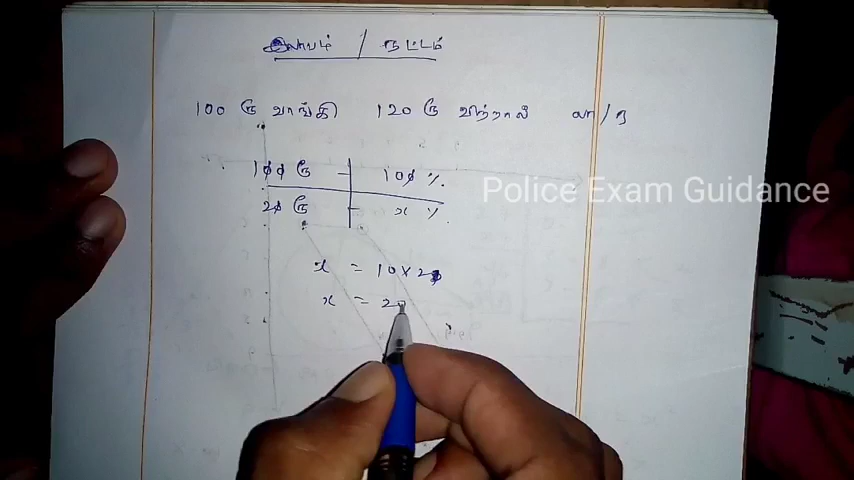 இலாபம் / நட்டம்
100 ரூ வாங்கி 120 ரூ விற்றால் லா/ந
100 ரூ - 100 %.
Police Exam Guidance
20 ரூ - x %.
x = 10 x 2
x = 20